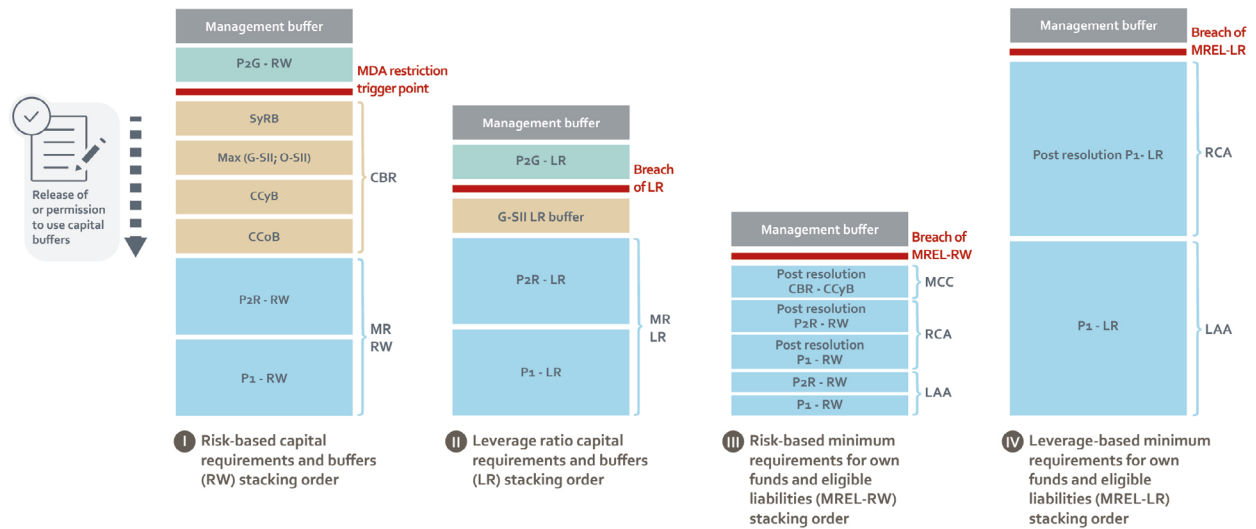 Release of
or permission
to use capital
buffers
Management buffer
P2G - RW
MDA restriction
trigger point
SyRB
Max (G-SII; O-SII)
CCyB
CCoB
CBR
P2R - RW
P1 - RW
MR
RW
I Risk-based capital
requirements and buffers
(RW) stacking order
Management buffer
P2G - LR
Breach
of LR
G-SII LR buffer
P2R - LR
P1 - LR
MR
LR
II Leverage ratio capital
requirements and buffers
(LR) stacking order
Management buffer
Breach of
MREL-RW
Post resolution
CBR - CCyB
MCC
Post resolution
P2R - RW
Post resolution
P1 - RW
RCA
P2R - RW
P1 - RW
LAA
III Risk-based minimum
requirements for own
funds and eligible
liabilities (MREL-RW)
stacking order
Management buffer
Breach of
MREL-LR
Post resolution P1- LR
RCA
P1 - LR
LAA
IV Leverage-based minimum
requirements for own
funds and eligible
liabilities (MREL-LR)
stacking order